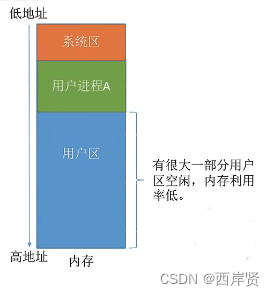 低地址
系统区
用户进程A
用户区
有很大一部分用户
区空闲，内存利用
率低。
高地址
内存
CSDN @西岸贤